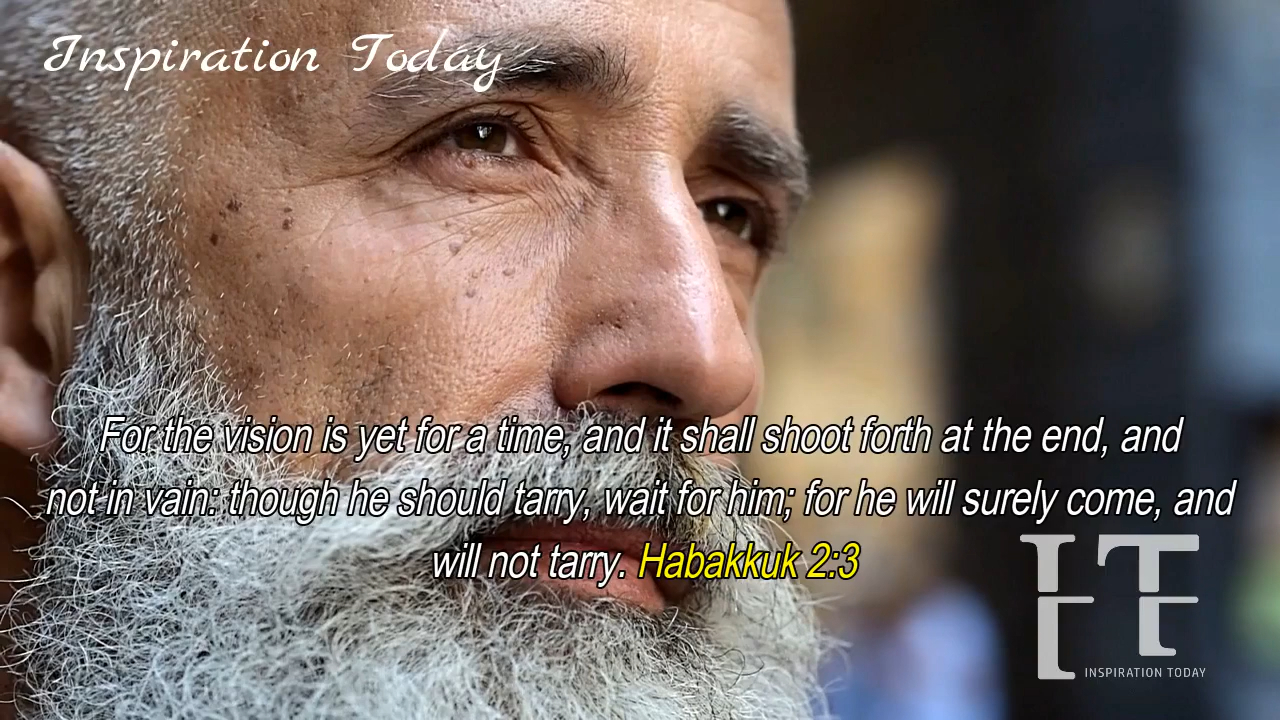 Inspiration Today
For the vision is yet for a time, and it shall shoot forth at the end, and
not in vain: though he should tarry, wait for him; for he will surely come, and
will not tarry. Habakkuk 2:3
IT
INSPIRATION TODAY